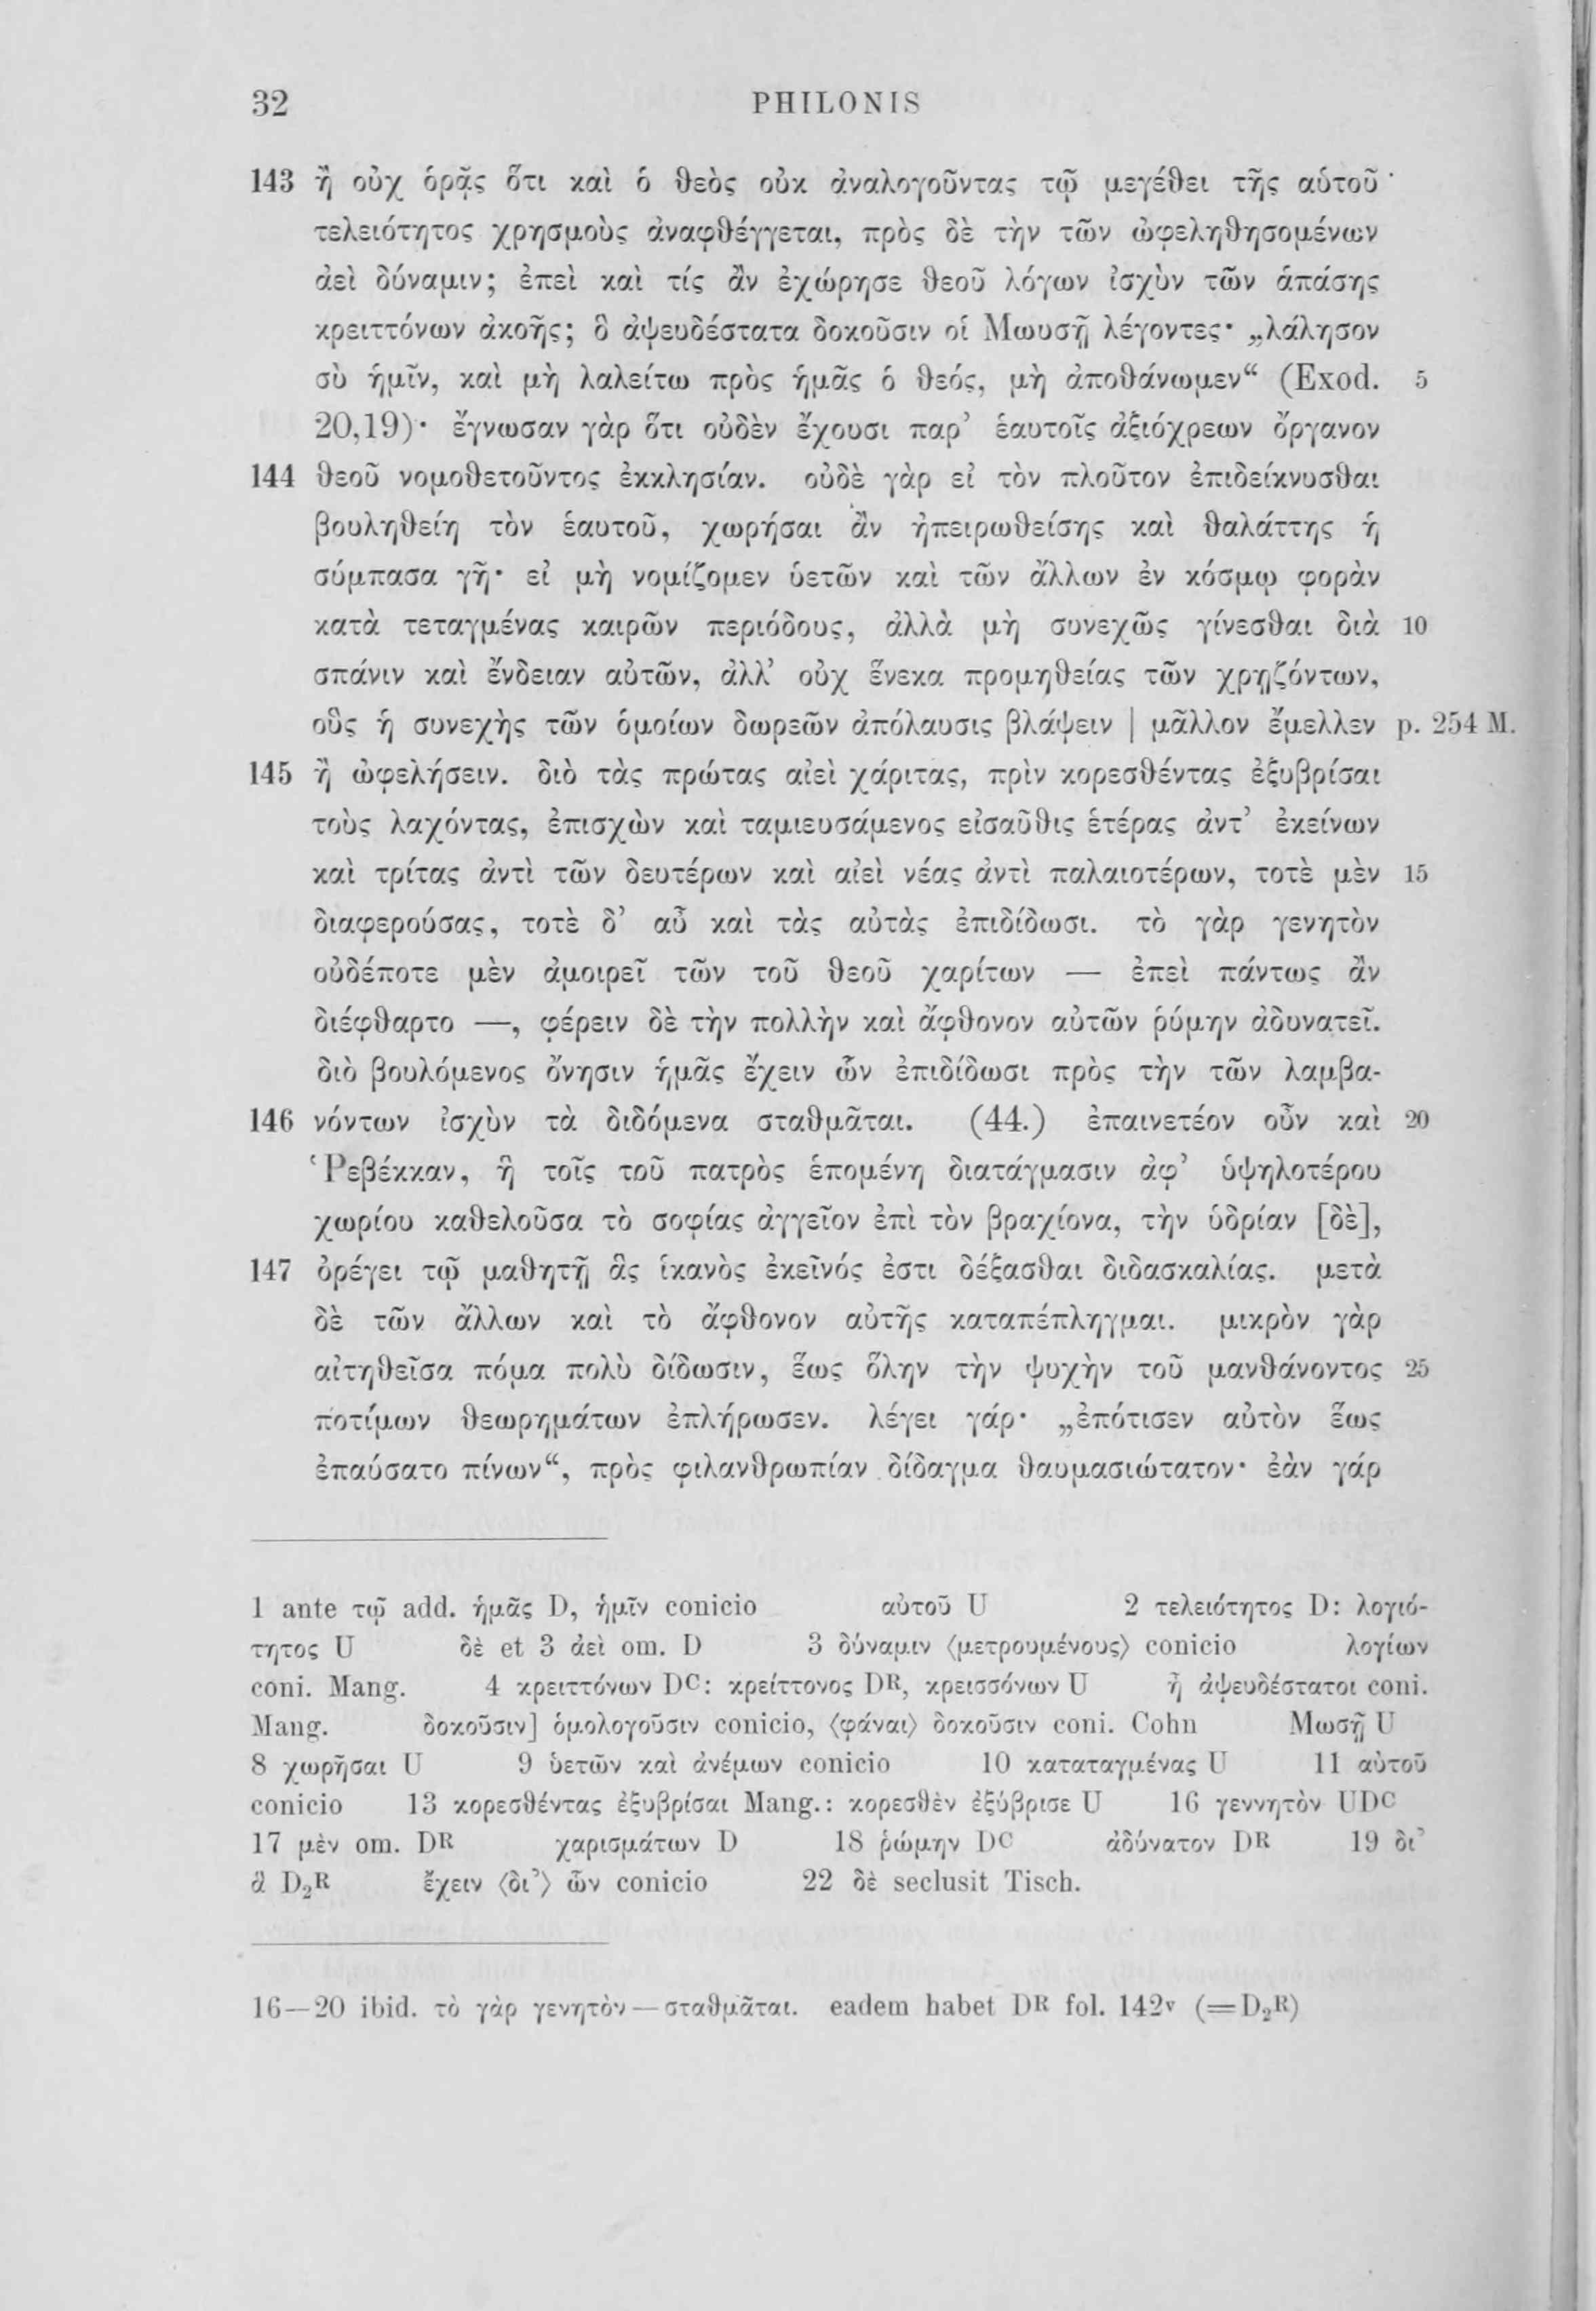 32 PHILONIS
143 ἢ οὐχ ὁρᾷς ὅτι καὶ ὁ θεὸς οὐκ ἀναλογοῦντας τῷ μεγέθει τῆς αὑτοῦ
τελειότητος χρησμοὺς ἀναφθέγγεται, πρὸς δὲ τὴν τῶν ὠφεληθησομένων
ἀεὶ δύναμιν; ἐπεὶ καὶ τίς ἂν ἐχώρησε θεοῦ λόγων ἰσχὺν τῶν ἁπάσης
κρειττόνων ἀκοῆς; ὃ ἀψευδέστατα δοκοῦσιν οἱ Μωυσῇ λέγοντες· „λάλησον
σὺ ἡμῖν, καὶ μὴ λαλείτω πρὸς ἡμᾶς ὁ θεός, μὴ ἀποθάνωμεν“ (Exod. 5
20,19)· ἔγνωσαν γὰρ ὅτι οὐδὲν ἔχουσι παρ’ ἑαυτοῖς ἀξιόχρεων ὄργανον
144 θεοῦ νομοθετοῦντος ἐκκλησίαν. οὐδὲ γὰρ εἰ τὸν πλοῦτον ἐπιδείκνυσθαι
βουληθείη τὸν ἑαυτοῦ, χωρήσαι ἂν ἠπειρωθείσης καὶ θαλάττης ἡ
σύμπασα γῆ· εἰ μὴ νομίζομεν ὑετῶν καὶ τῶν ἄλλων ἐν κόσμῳ φορὰν
κατὰ τεταγμένας καιρῶν περιόδους, ἀλλὰ μὴ συνεχῶς γίνεσθαι διὰ 10
σπάνιν καὶ ἔνδειαν αὐτῶν, ἀλλ’ οὐχ ἕνεκα προμηθείας τῶν χρῃζόντων,
οὓς ἡ συνεχὴς τῶν ὁμοίων δωρεῶν ἀπόλαυσις βλάψειν | μᾶλλον ἔμελλεν p. 254 M.
145 ἢ ὠφελήσειν. διὸ τὰς πρώτας αἰεὶ χάριτας, πρὶν κορεσθέντας ἐξυβρίσαι
τοὺς λαχόντας, ἐπισχὼν καὶ ταμιευσάμενος εἰσαῦθις ἑτέρας ἀντ’ ἐκείνων
καὶ τρίτας ἀντὶ τῶν δευτέρων καὶ αἰεὶ νέας ἀντὶ παλαιοτέρων, τοτὲ μὲν 15
διαφερούσας, τοτὲ δ’ αὖ καὶ τὰς αὐτὰς ἐπιδίδωσι. τὸ γὰρ γενητὸν
οὐδέποτε μὲν ἀμοιρεῖ τῶν τοῦ θεοῦ χαρίτων — ἐπεὶ πάντως ἂν
διέφθαρτο —, φέρειν δὲ τὴν πολλὴν καὶ ἄφθονον αὐτῶν ῥύμην ἀδυνατεῖ.
διὸ βουλόμενος ὄνησιν ἡμᾶς ἔχειν ὧν ἐπιδίδωσι πρὸς τὴν τῶν λαμβα-
146 νόντων ἰσχὺν τὰ διδόμενα σταθμᾶται. (44.) ἐπαινετέον οὖν καὶ 20
Ῥεβέκκαν, ἣ τοῖς τοῦ πατρὸς ἑπομένη διατάγμασιν ἀφ’ ὑψηλοτέρου
χωρίου καθελοῦσα τὸ σοφίας ἀγγεῖον ἐπὶ τὸν βραχίονα, τὴν ὑδρίαν [δὲ],
147 ὀρέγει τῷ μαθητῇ ἃς ἱκανὸς ἐκεῖνός ἐστι δέξασθαι διδασκαλίας. μετὰ
δὲ τῶν ἄλλων καὶ τὸ ἄφθονον αὐτῆς καταπέπληγμαι. μικρὸν γὰρ
αἰτηθεῖσα πόμα πολὺ δίδωσιν, ἕως ὅλην τὴν ψυχὴν τοῦ μανθάνοντος 25
ποτίμων θεωρημάτων ἐπλήρωσεν. λέγει γάρ· „ἐπότισεν αὐτὸν ἕως
ἐπαύσατο πίνων“, πρὸς φιλανθρωπίαν δίδαγμα θαυμασιώτατον· ἐὰν γάρ
1 ante τῷ add. ἡμᾶς D, ἡμῖν conicio αὐτοῦ U 2 τελειότητος D: λογιό-
τητος U δὲ et 3 ἀεὶ om. D 3 δύναμιν ⟨μετρουμένους⟩ conicio λογίων
coni. Mang. 4 κρειττόνων Dᶜ: κρείττονος Dᴿ, κρεισσόνων U ἢ ἀψευδέστατοι coni.
Mang. δοκοῦσιν] ὁμολογοῦσιν conicio, ⟨φάναι⟩ δοκοῦσιν coni. Cohn Μωσῇ U
8 χωρῆσαι U 9 ὑετῶν καὶ ἀνέμων conicio 10 καταταγμένας U 11 αὐτοῦ
conicio 13 κορεσθέντας ἐξυβρίσαι Mang.: κορεσθὲν ἐξύβρισε U 16 γεννητὸν UDᶜ
17 μὲν om. Dᴿ χαρισμάτων D 18 ῥώμην Dᶜ ἀδύνατον Dᴿ 19 δι’
ἃ D₂ᴿ ἔχειν ⟨δι’⟩ ὧν conicio 22 δὲ seclusit Tisch.
16—20 ibid. τὸ γὰρ γενητὸν — σταθμᾶται. eadem habet Dᴿ fol. 142ᵛ (=D₂ᴿ)